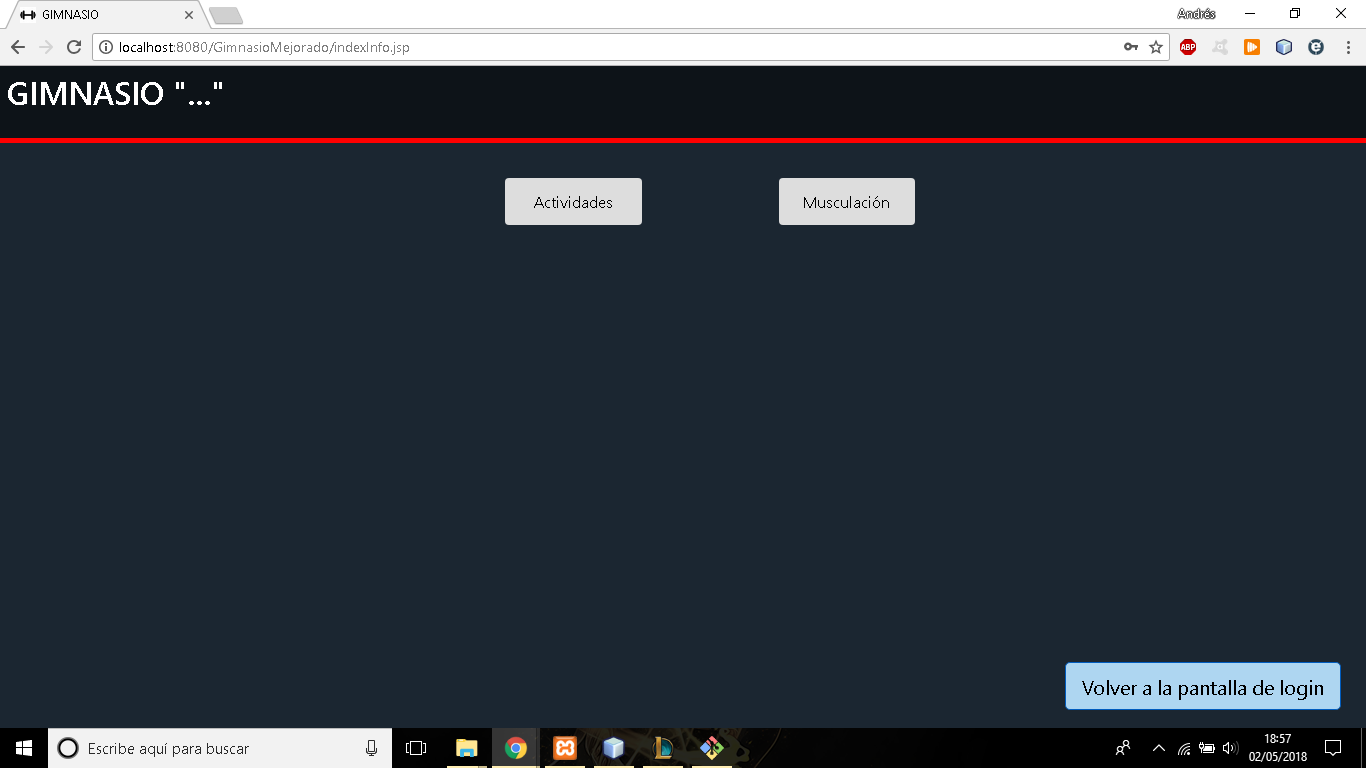 GIMNASIO
Andrés
localhost:8080/GimnasioMejorado/indexInfo.jsp
ABP
GIMNASIO "..."
Actividades
Musculación
Volver a la pantalla de login
Escribe aquí para buscar
18:57
02/05/2018